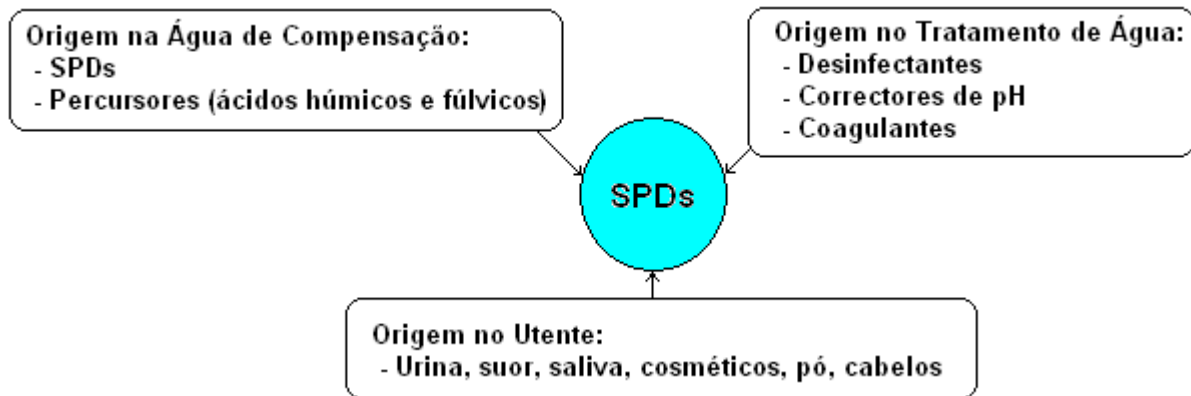 Origem na Água de Compensação:
- SPDs
- Percursores (ácidos húmicos e fúlvicos)
Origem no Tratamento de Água:
- Desinfectantes
- Correctores de pH
- Coagulantes
SPDs
Origem no Utente:
- Urina, suor, saliva, cosméticos, pó, cabelos